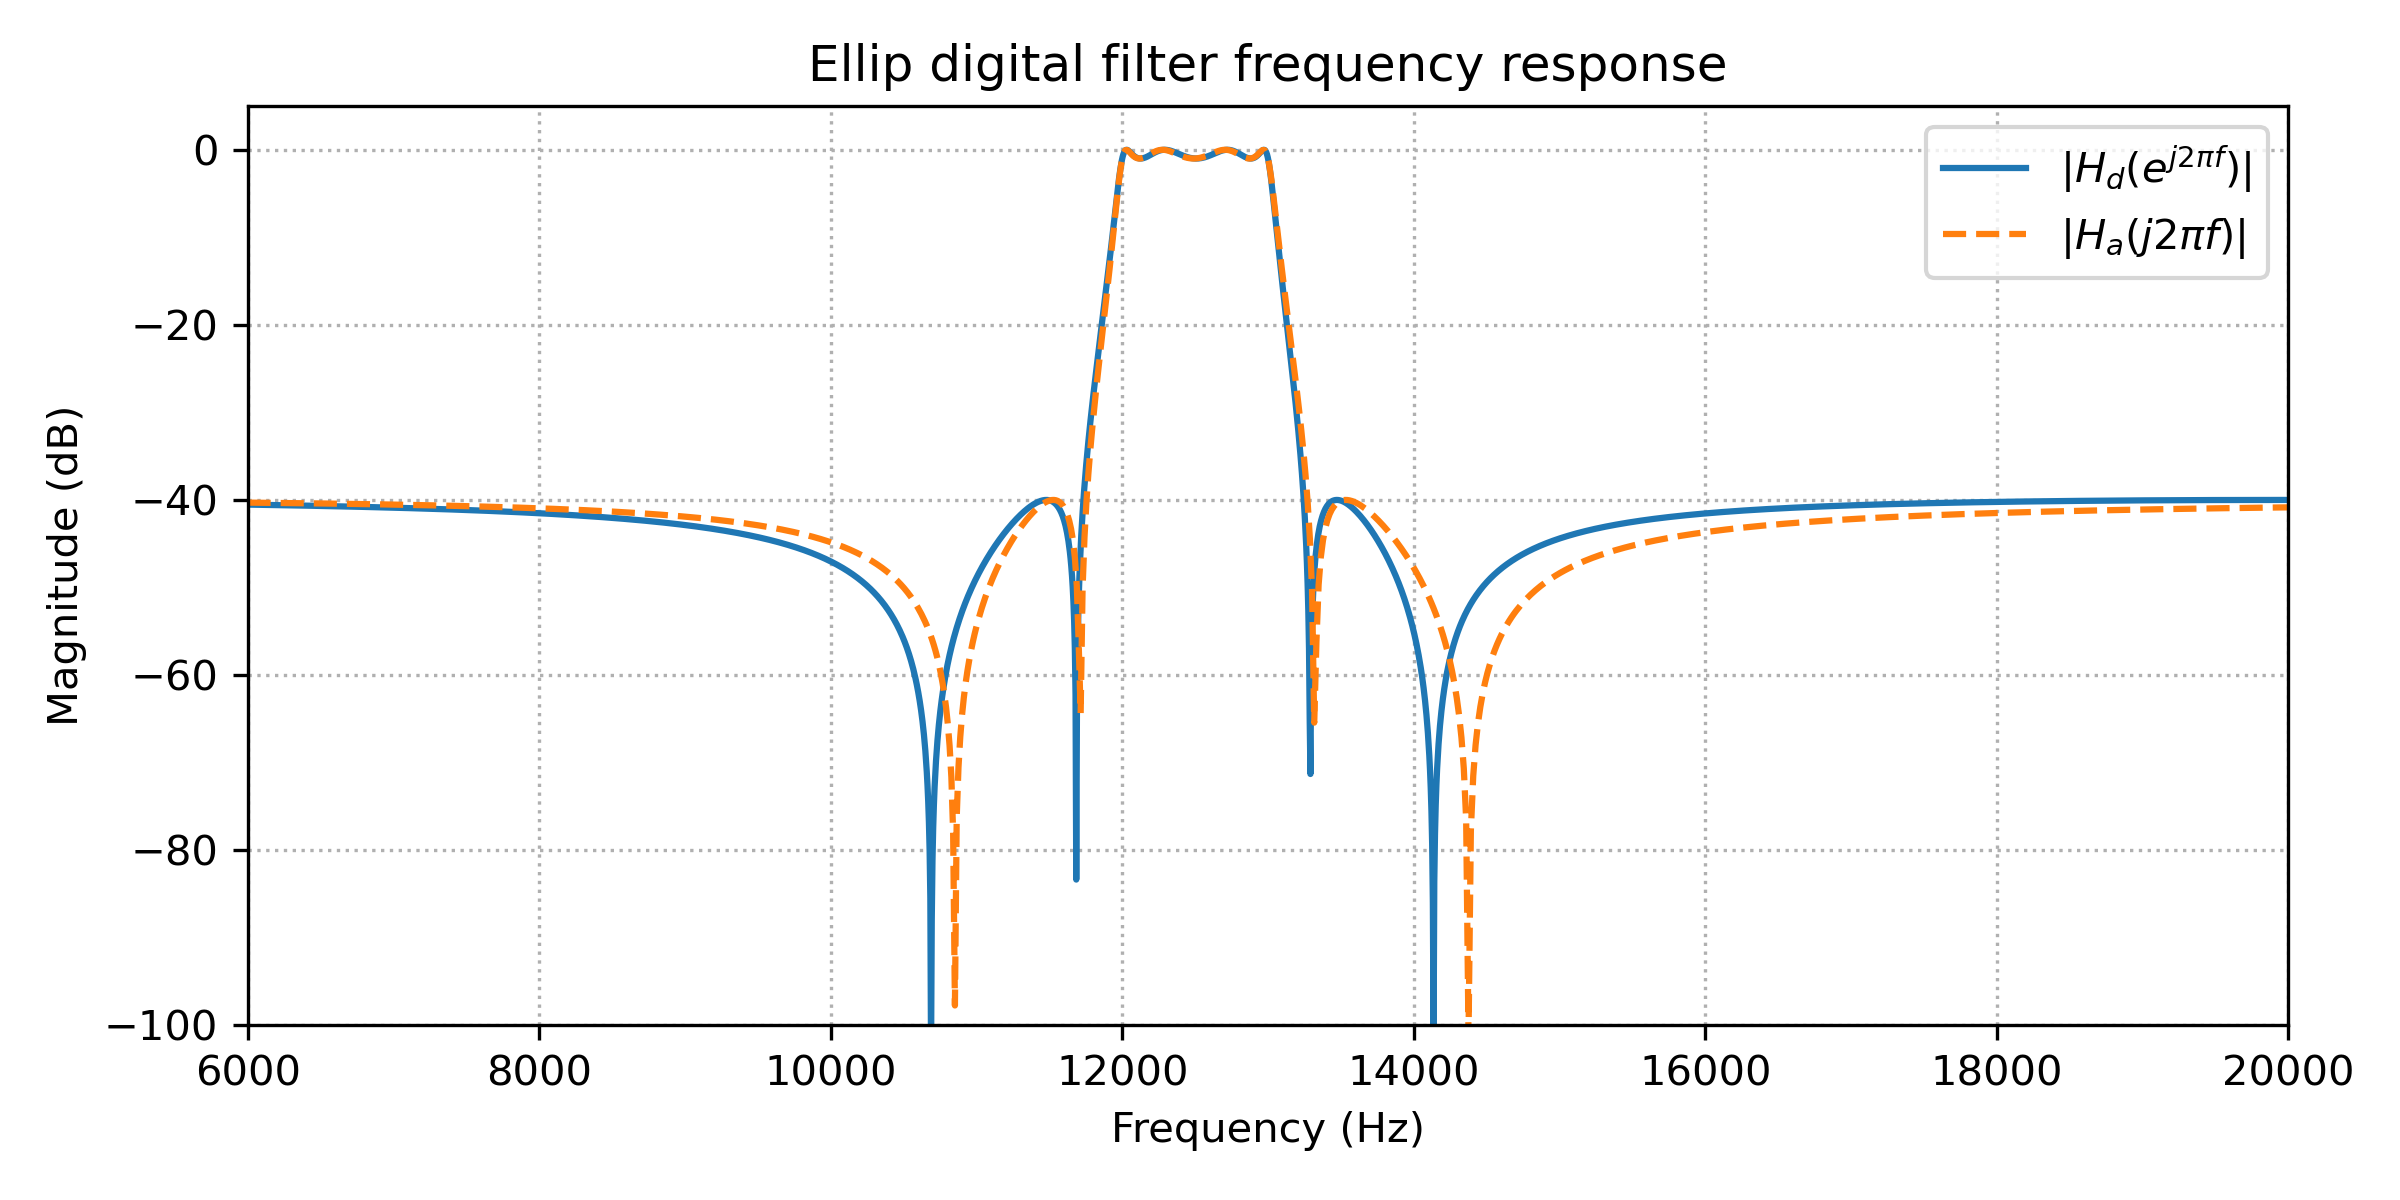 Ellip digital filter frequency response
|H_d(e^{j2πf})|
|H_a(j2πf)|
Magnitude (dB)
0
−20
−40
−60
−80
−100
6000 8000 10000 12000 14000 16000 18000 20000
Frequency (Hz)